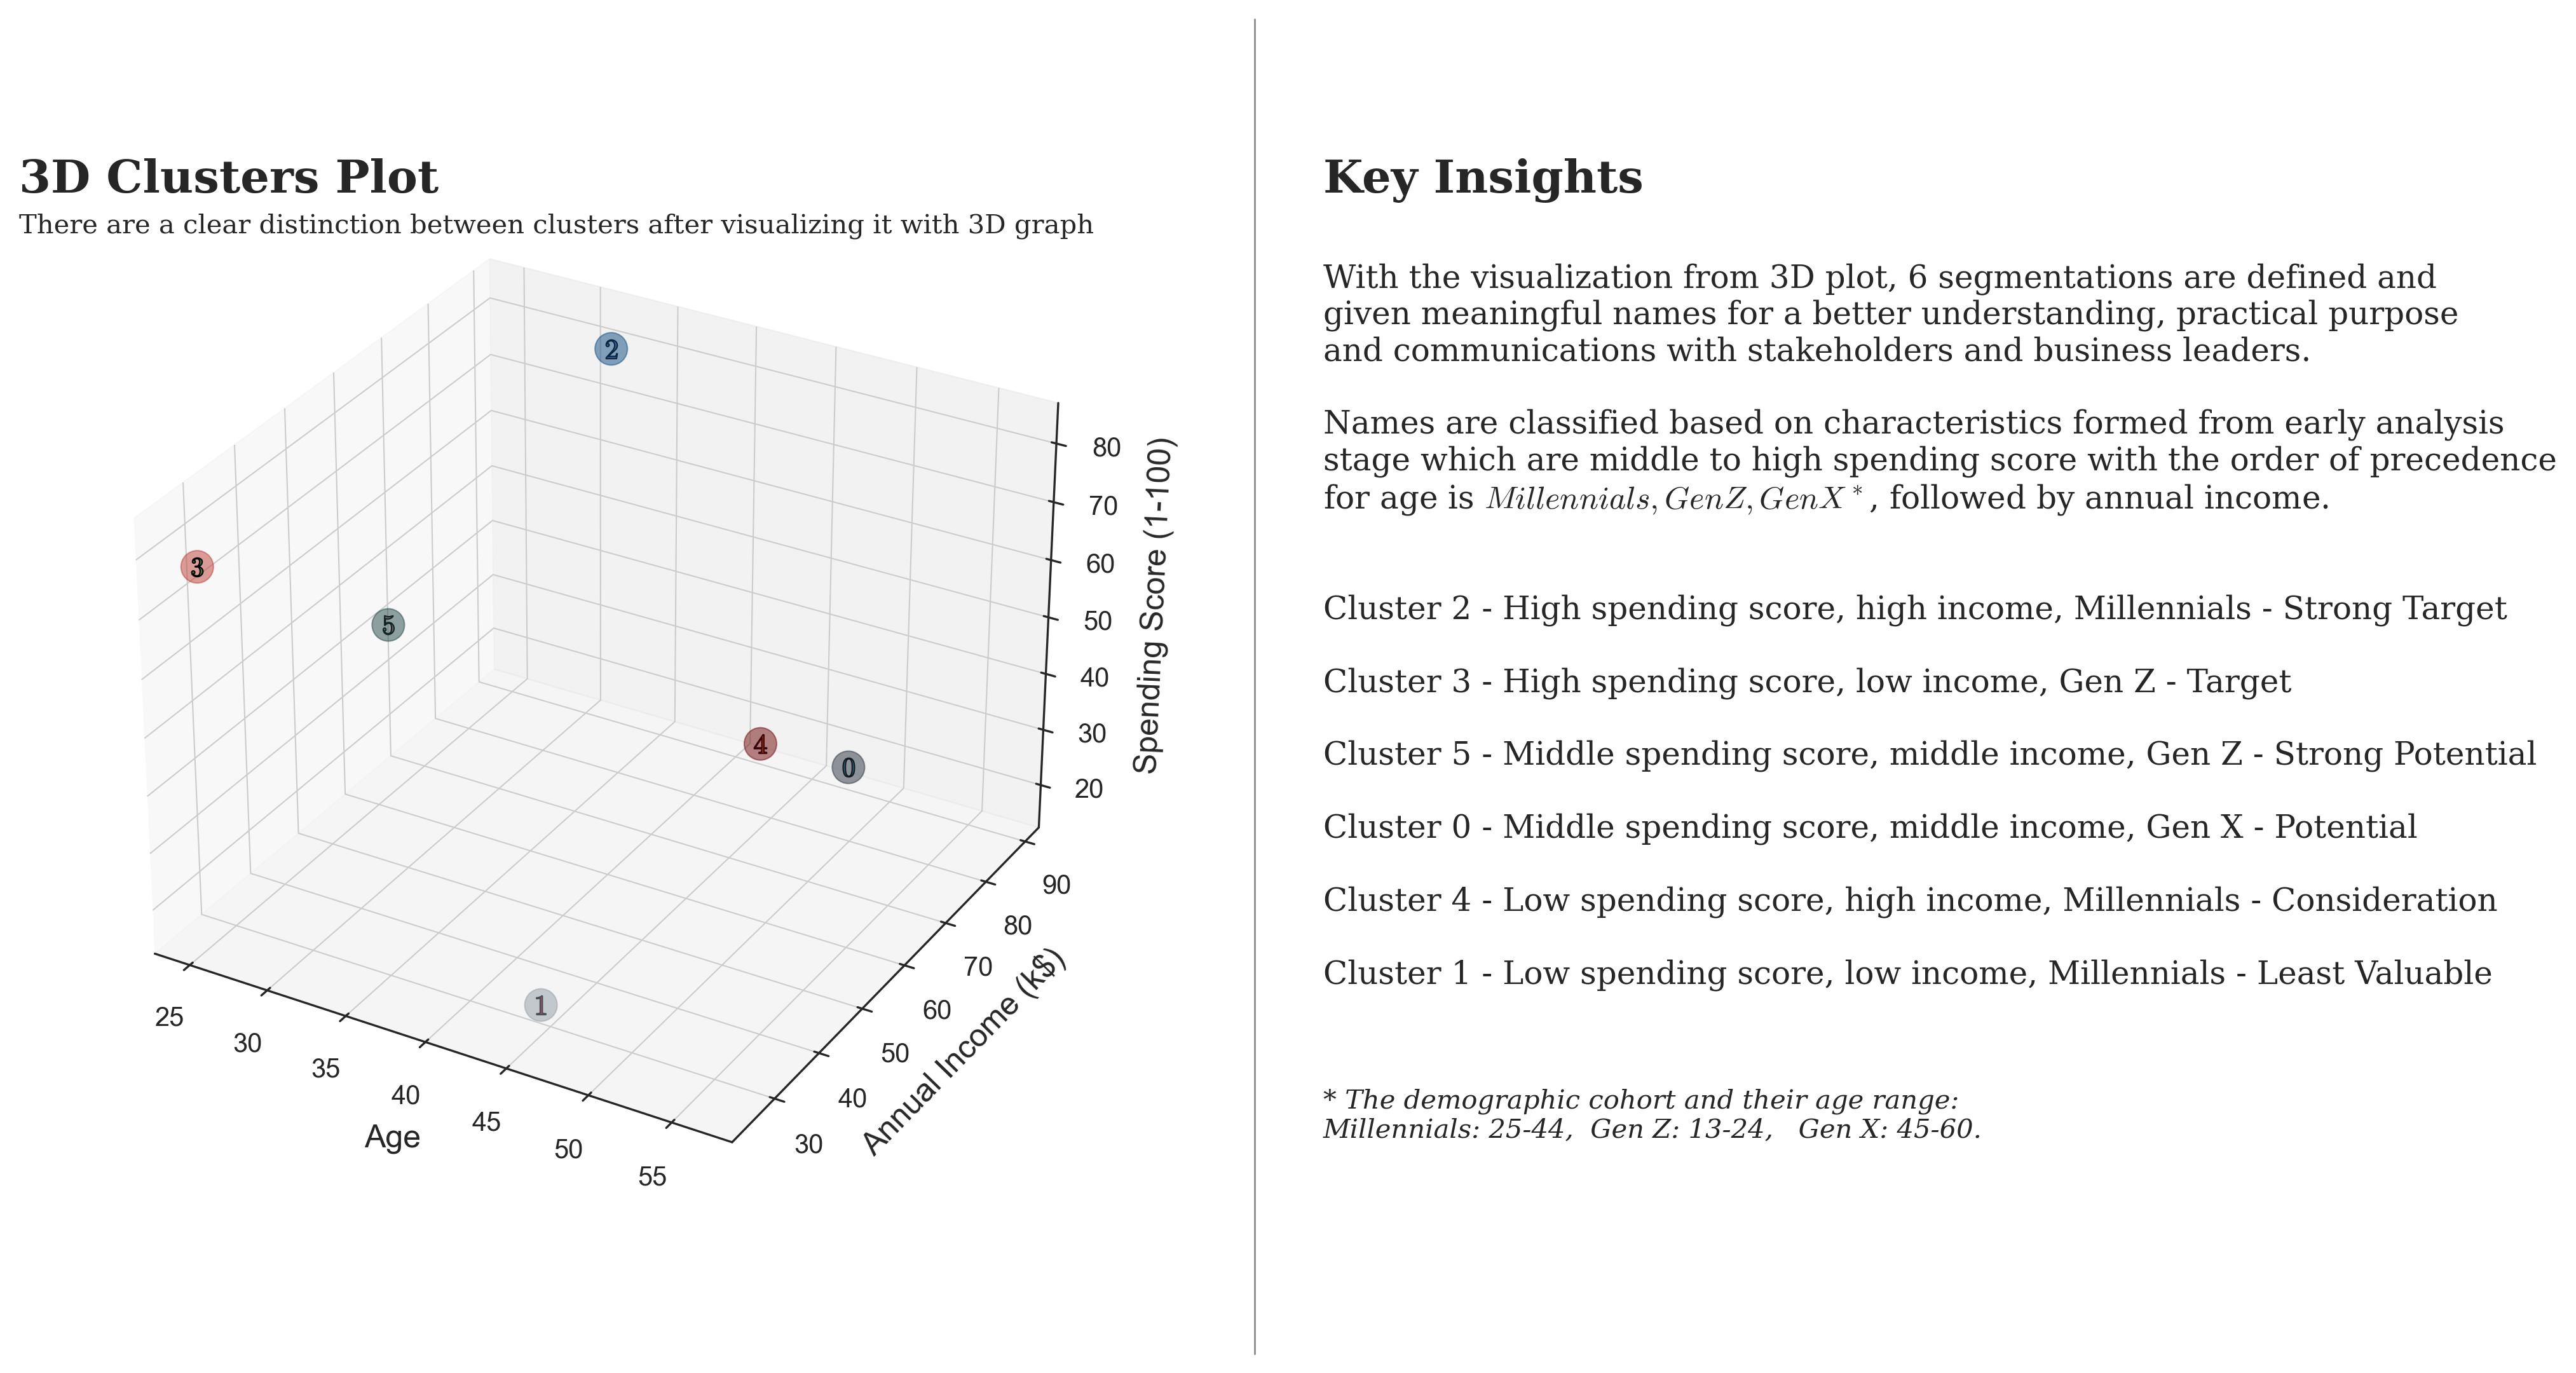 3D Clusters Plot
There are a clear distinction between clusters after visualizing it with 3D graph
2
3
5
4
0
1
80
70
60
50
40
30
20
Spending Score (1-100)
90
80
70
60
50
40
30
Annual Income (k$)
25
30
35
40
45
50
55
Age
Key Insights
With the visualization from 3D plot, 6 segmentations are defined and
given meaningful names for a better understanding, practical purpose
and communications with stakeholders and business leaders.
Names are classified based on characteristics formed from early analysis
stage which are middle to high spending score with the order of precedence
for age is Millennials, GenZ, GenX*, followed by annual income.
Cluster 2 - High spending score, high income, Millennials - Strong Target
Cluster 3 - High spending score, low income, Gen Z - Target
Cluster 5 - Middle spending score, middle income, Gen Z - Strong Potential
Cluster 0 - Middle spending score, middle income, Gen X - Potential
Cluster 4 - Low spending score, high income, Millennials - Consideration
Cluster 1 - Low spending score, low income, Millennials - Least Valuable
* The demographic cohort and their age range:
Millennials: 25-44, Gen Z: 13-24, Gen X: 45-60.